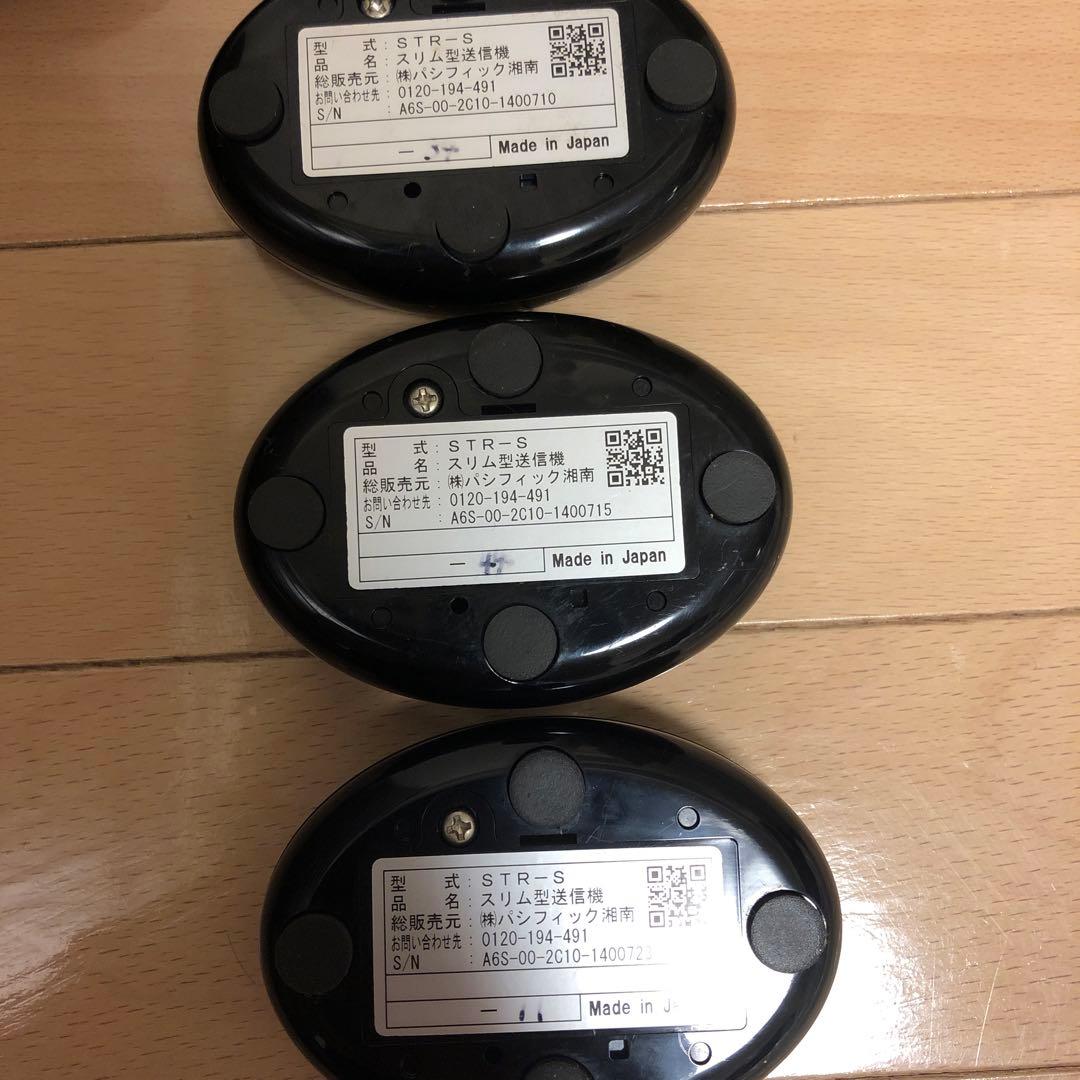 型 式 : STR-S
品 名 : スリム型送信機
総販売元 : ㈱パシフィック湘南
お問い合わせ先 : 0120-194-491
S/N : A6S-00-2C10-1400710
－
Made in Japan
型 式 : STR-S
品 名 : スリム型送信機
総販売元 : ㈱パシフィック湘南
お問い合わせ先 : 0120-194-491
S/N : A6S-00-2C10-1400715
－
Made in Japan
型 式 : STR-S
品 名 : スリム型送信機
総販売元 : ㈱パシフィック湘南
お問い合わせ先 : 0120-194-491
S/N : A6S-00-2C10-1400723
－
Made in